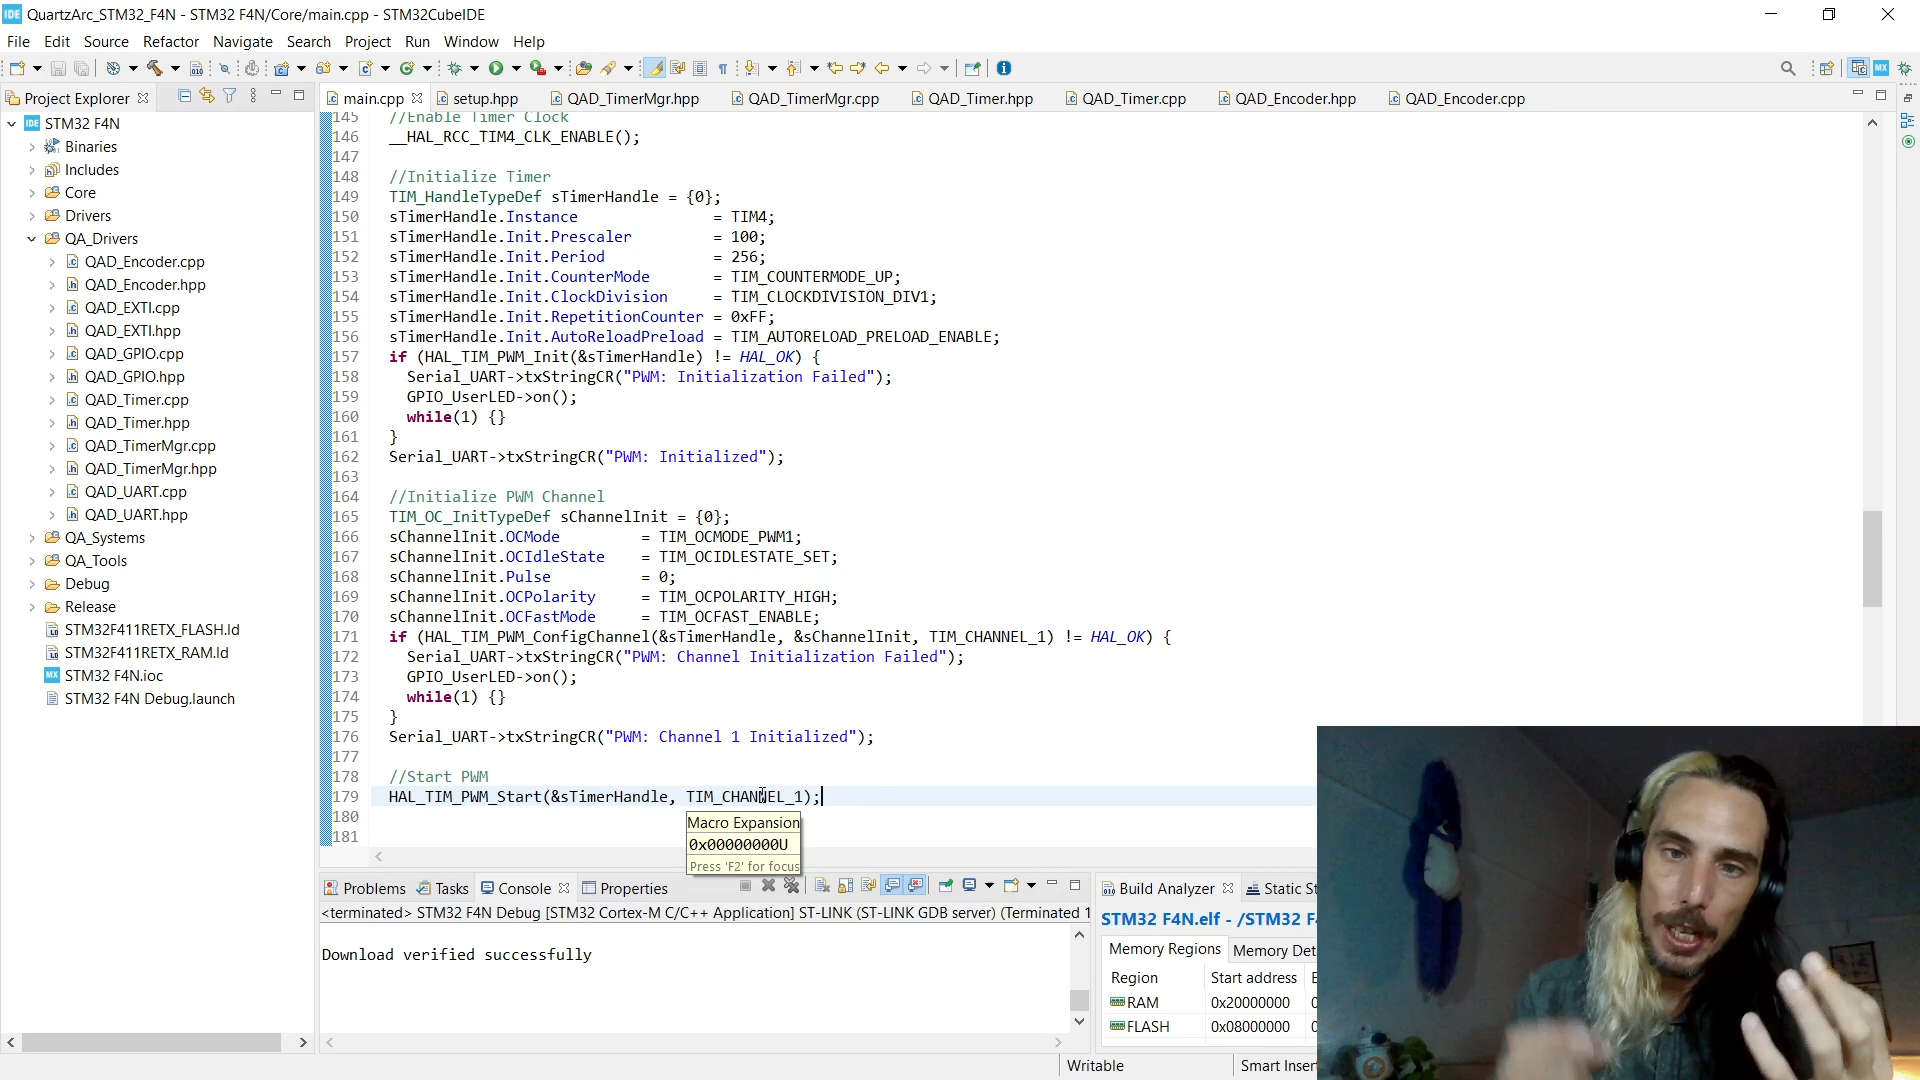 IDE QuartzArc_STM32_F4N - STM32 F4N/Core/main.cpp - STM32CubeIDE
File Edit Source Refactor Navigate Search Project Run Window Help
Project Explorer
STM32 F4N
Binaries
Includes
Core
Drivers
QA_Drivers
QAD_Encoder.cpp
QAD_Encoder.hpp
QAD_EXTI.cpp
QAD_EXTI.hpp
QAD_GPIO.cpp
QAD_GPIO.hpp
QAD_Timer.cpp
QAD_Timer.hpp
QAD_TimerMgr.cpp
QAD_TimerMgr.hpp
QAD_UART.cpp
QAD_UART.hpp
QA_Systems
QA_Tools
Debug
Release
STM32F411RETX_FLASH.ld
STM32F411RETX_RAM.ld
STM32 F4N.ioc
STM32 F4N Debug.launch
main.cpp setup.hpp QAD_TimerMgr.hpp QAD_TimerMgr.cpp QAD_Timer.hpp QAD_Timer.cpp QAD_Encoder.hpp QAD_Encoder.cpp
145 //Enable Timer Clock
146 __HAL_RCC_TIM4_CLK_ENABLE();
147
148 //Initialize Timer
149 TIM_HandleTypeDef sTimerHandle = {0};
150 sTimerHandle.Instance = TIM4;
151 sTimerHandle.Init.Prescaler = 100;
152 sTimerHandle.Init.Period = 256;
153 sTimerHandle.Init.CounterMode = TIM_COUNTERMODE_UP;
154 sTimerHandle.Init.ClockDivision = TIM_CLOCKDIVISION_DIV1;
155 sTimerHandle.Init.RepetitionCounter = 0xFF;
156 sTimerHandle.Init.AutoReloadPreload = TIM_AUTORELOAD_PRELOAD_ENABLE;
157 if (HAL_TIM_PWM_Init(&sTimerHandle) != HAL_OK) {
158 Serial_UART->txStringCR("PWM: Initialization Failed");
159 GPIO_UserLED->on();
160 while(1) {}
161 }
162 Serial_UART->txStringCR("PWM: Initialized");
163
164 //Initialize PWM Channel
165 TIM_OC_InitTypeDef sChannelInit = {0};
166 sChannelInit.OCMode = TIM_OCMODE_PWM1;
167 sChannelInit.OCIdleState = TIM_OCIDLESTATE_SET;
168 sChannelInit.Pulse = 0;
169 sChannelInit.OCPolarity = TIM_OCPOLARITY_HIGH;
170 sChannelInit.OCFastMode = TIM_OCFAST_ENABLE;
171 if (HAL_TIM_PWM_ConfigChannel(&sTimerHandle, &sChannelInit, TIM_CHANNEL_1) != HAL_OK) {
172 Serial_UART->txStringCR("PWM: Channel Initialization Failed");
173 GPIO_UserLED->on();
174 while(1) {}
175 }
176 Serial_UART->txStringCR("PWM: Channel 1 Initialized");
177
178 //Start PWM
179 HAL_TIM_PWM_Start(&sTimerHandle, TIM_CHANNEL_1);
180
181
Macro Expansion
0x00000000U
Press 'F2' for focus
Problems Tasks Console Properties
<terminated> STM32 F4N Debug [STM32 Cortex-M C/C++ Application] ST-LINK (ST-LINK GDB server) (Terminated 1
Download verified successfully
Build Analyzer Static St
STM32 F4N.elf - /STM32 F
Memory Regions Memory Det
Region Start address
RAM 0x20000000
FLASH 0x08000000
Writable Smart Inser